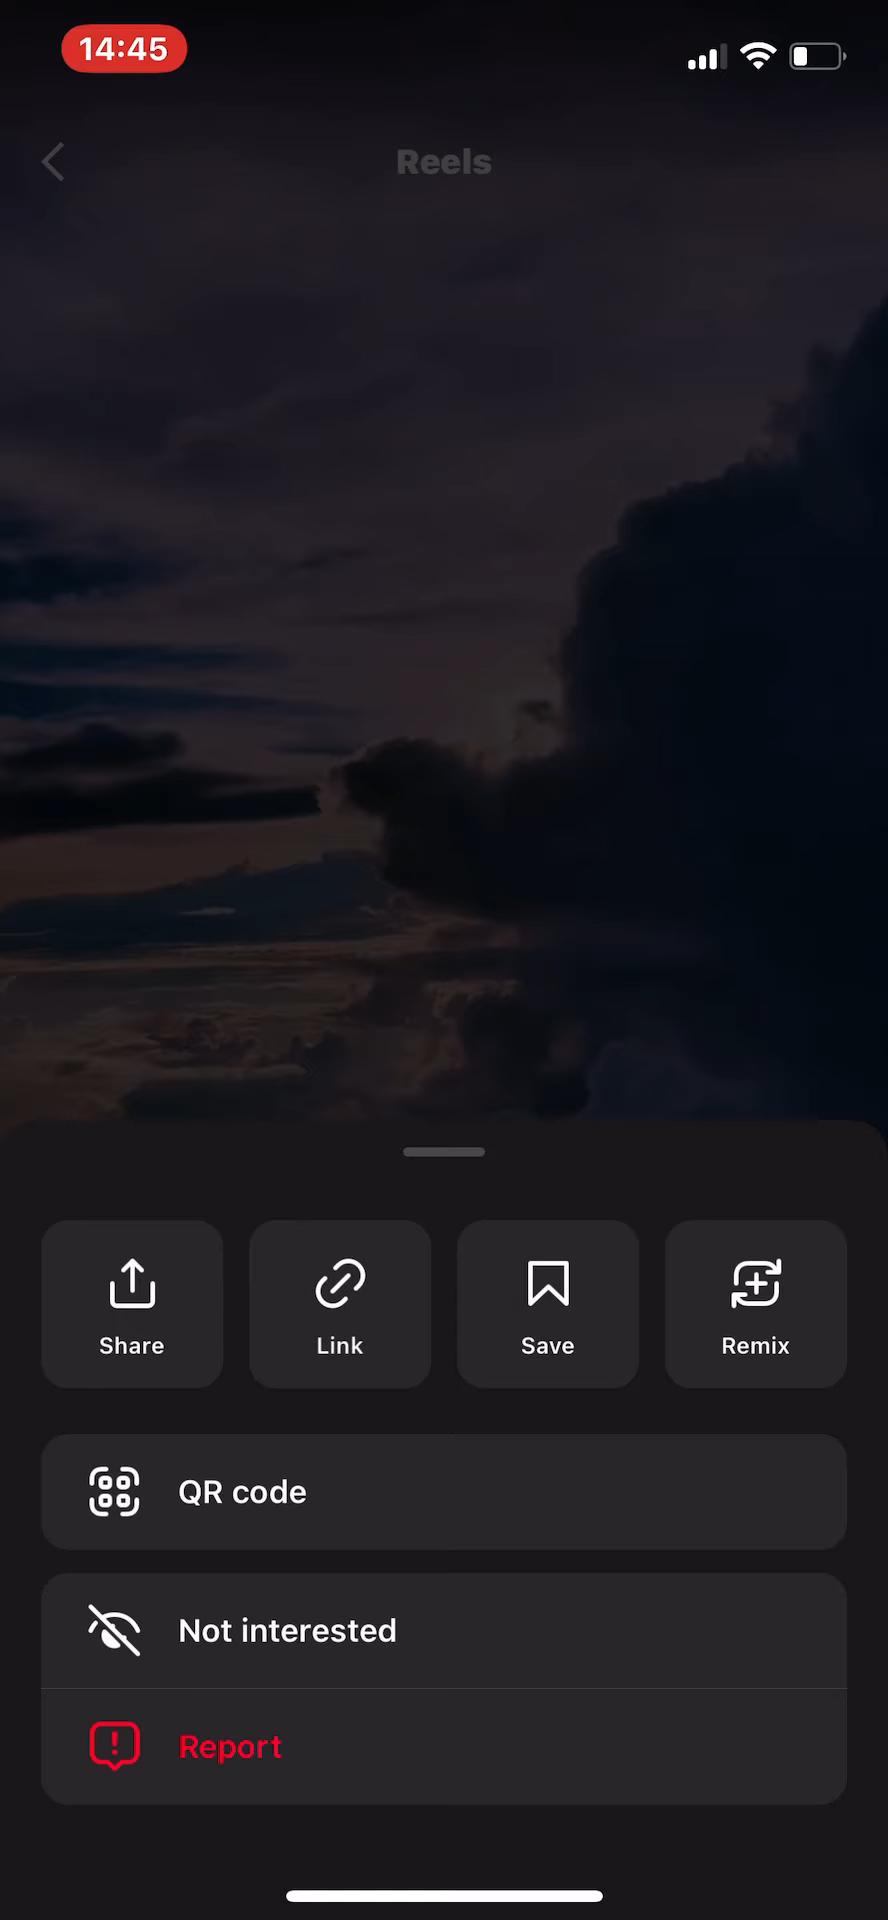 14:45
Reels
Share
Link
Save
Remix
QR code
Not interested
Report